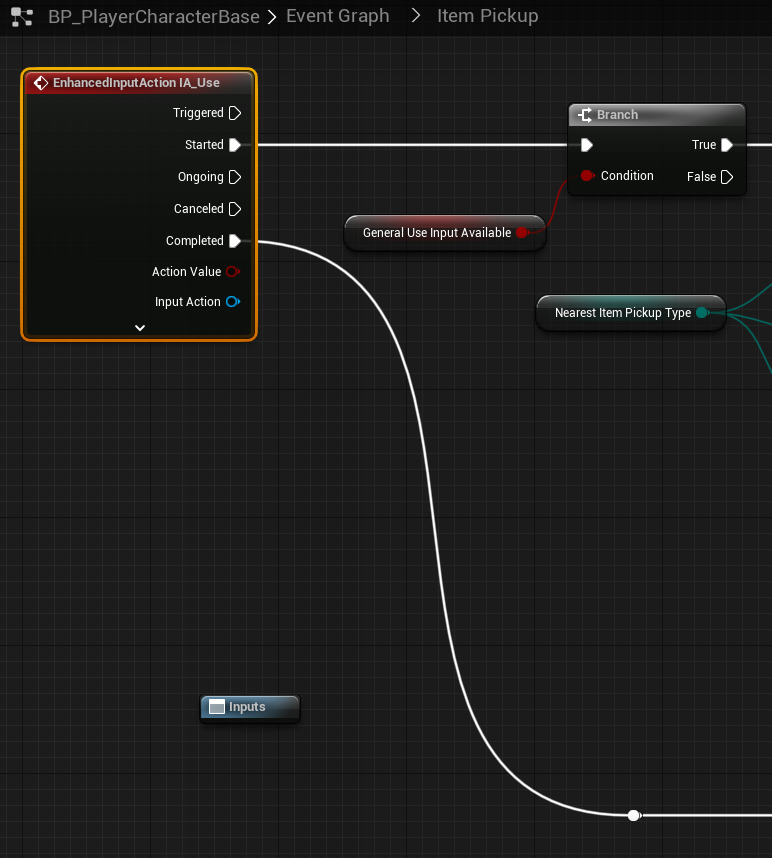 BP_PlayerCharacterBase > Event Graph > Item Pickup
EnhancedInputAction IA_Use
Triggered
Started
Ongoing
Canceled
Completed
Action Value
Input Action
Branch
True
Condition
False
General Use Input Available
Nearest Item Pickup Type
Inputs